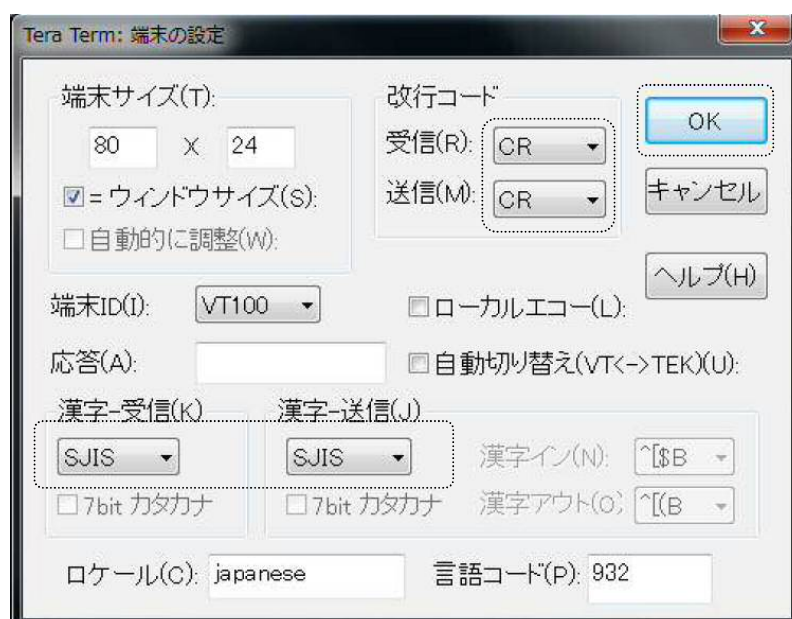 Tera Term: 端末の設定
端末サイズ(T):
80 X 24
= ウィンドウサイズ(S):
自動的に調整(W):
改行コード
受信(R): CR
送信(M): CR
OK
キャンセル
ヘルプ(H)
端末ID(I): VT100
ローカルエコー(L):
応答(A):
自動切り替え(VT<->TEK)(U):
漢字-受信(K)
SJIS
7bit カタカナ
漢字-送信(J)
SJIS
7bit カタカナ
漢字イン(N): ^[$B
漢字アウト(O): ^[(B
ロケール(C): japanese
言語コード(P): 932